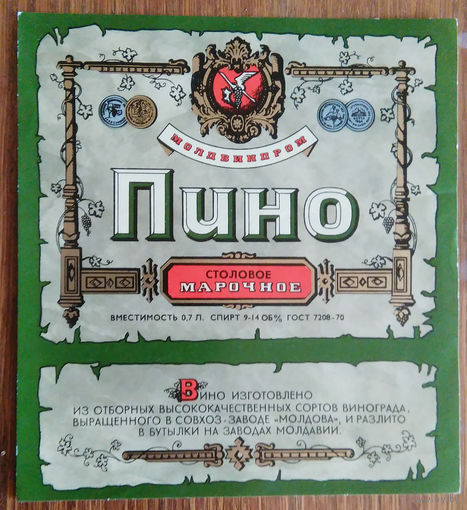 МОЛДВИНПРОМ
Пино
СТОЛОВОЕ
МАРОЧНОЕ
ВМЕСТИМОСТЬ 0,7 Л. СПИРТ 9-14 ОБ% ГОСТ 7208-70
ВИНО ИЗГОТОВЛЕНО
ИЗ ОТБОРНЫХ ВЫСОКОКАЧЕСТВЕННЫХ СОРТОВ ВИНОГРАДА,
ВЫРАЩЕННОГО В СОВХОЗ-ЗАВОДЕ «МОЛДОВА», И РАЗЛИТО
В БУТЫЛКИ НА ЗАВОДАХ МОЛДАВИИ.